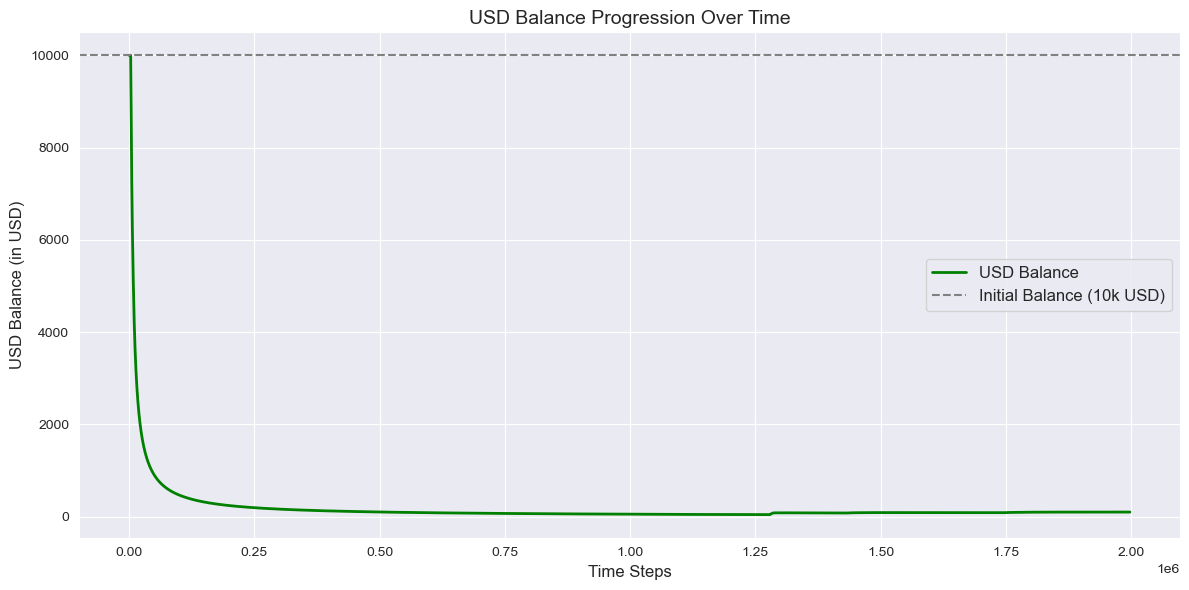 USD Balance Progression Over Time
USD Balance (in USD)
10000
8000
6000
4000
2000
0
USD Balance
Initial Balance (10k USD)
0.00 0.25 0.50 0.75 1.00 1.25 1.50 1.75 2.00
1e6
Time Steps